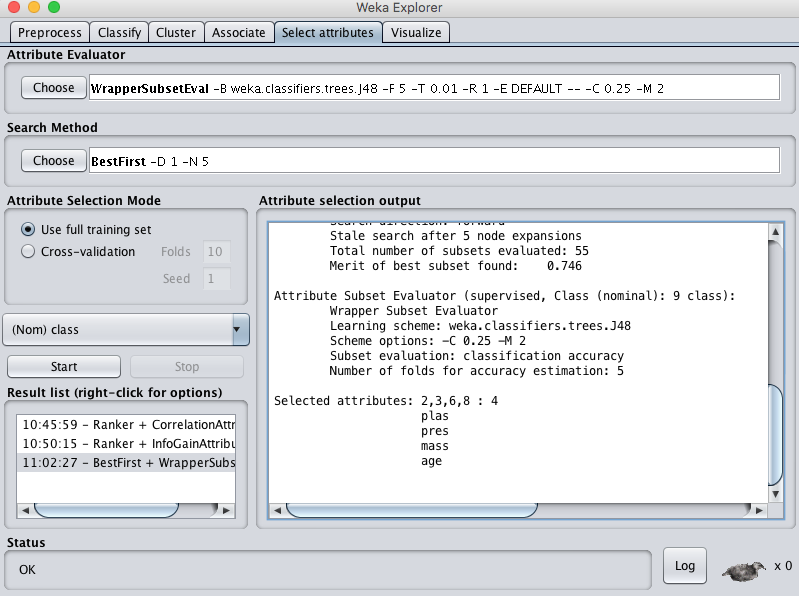 Weka Explorer
Preprocess Classify Cluster Associate Select attributes Visualize
Attribute Evaluator
Choose WrapperSubsetEval -B weka.classifiers.trees.J48 -F 5 -T 0.01 -R 1 -E DEFAULT -- -C 0.25 -M 2
Search Method
Choose BestFirst -D 1 -N 5
Attribute Selection Mode
Use full training set
Cross-validation Folds 10
Seed 1
(Nom) class
Start Stop
Result list (right-click for options)
10:45:59 - Ranker + CorrelationAttr
10:50:15 - Ranker + InfoGainAttribu
11:02:27 - BestFirst + WrapperSubs
Attribute selection output
Search direction: forward
Stale search after 5 node expansions
Total number of subsets evaluated: 55
Merit of best subset found: 0.746
Attribute Subset Evaluator (supervised, Class (nominal): 9 class):
Wrapper Subset Evaluator
Learning scheme: weka.classifiers.trees.J48
Scheme options: -C 0.25 -M 2
Subset evaluation: classification accuracy
Number of folds for accuracy estimation: 5
Selected attributes: 2,3,6,8 : 4
plas
pres
mass
age
Status
OK
Log
x 0